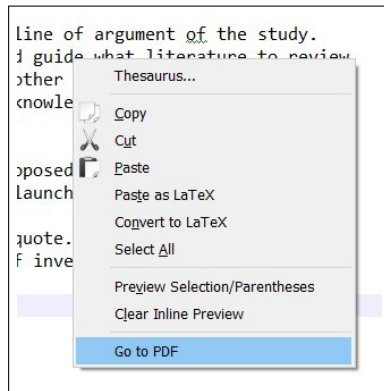 line of argument of the study.
guide what literature to review
other
knowle
Thesaurus...
Copy
Cut
Paste
Paste as LaTeX
Convert to LaTeX
Select All
Preview Selection/Parentheses
Clear Inline Preview
Go to PDF
pposed
launch
quote.
f inve